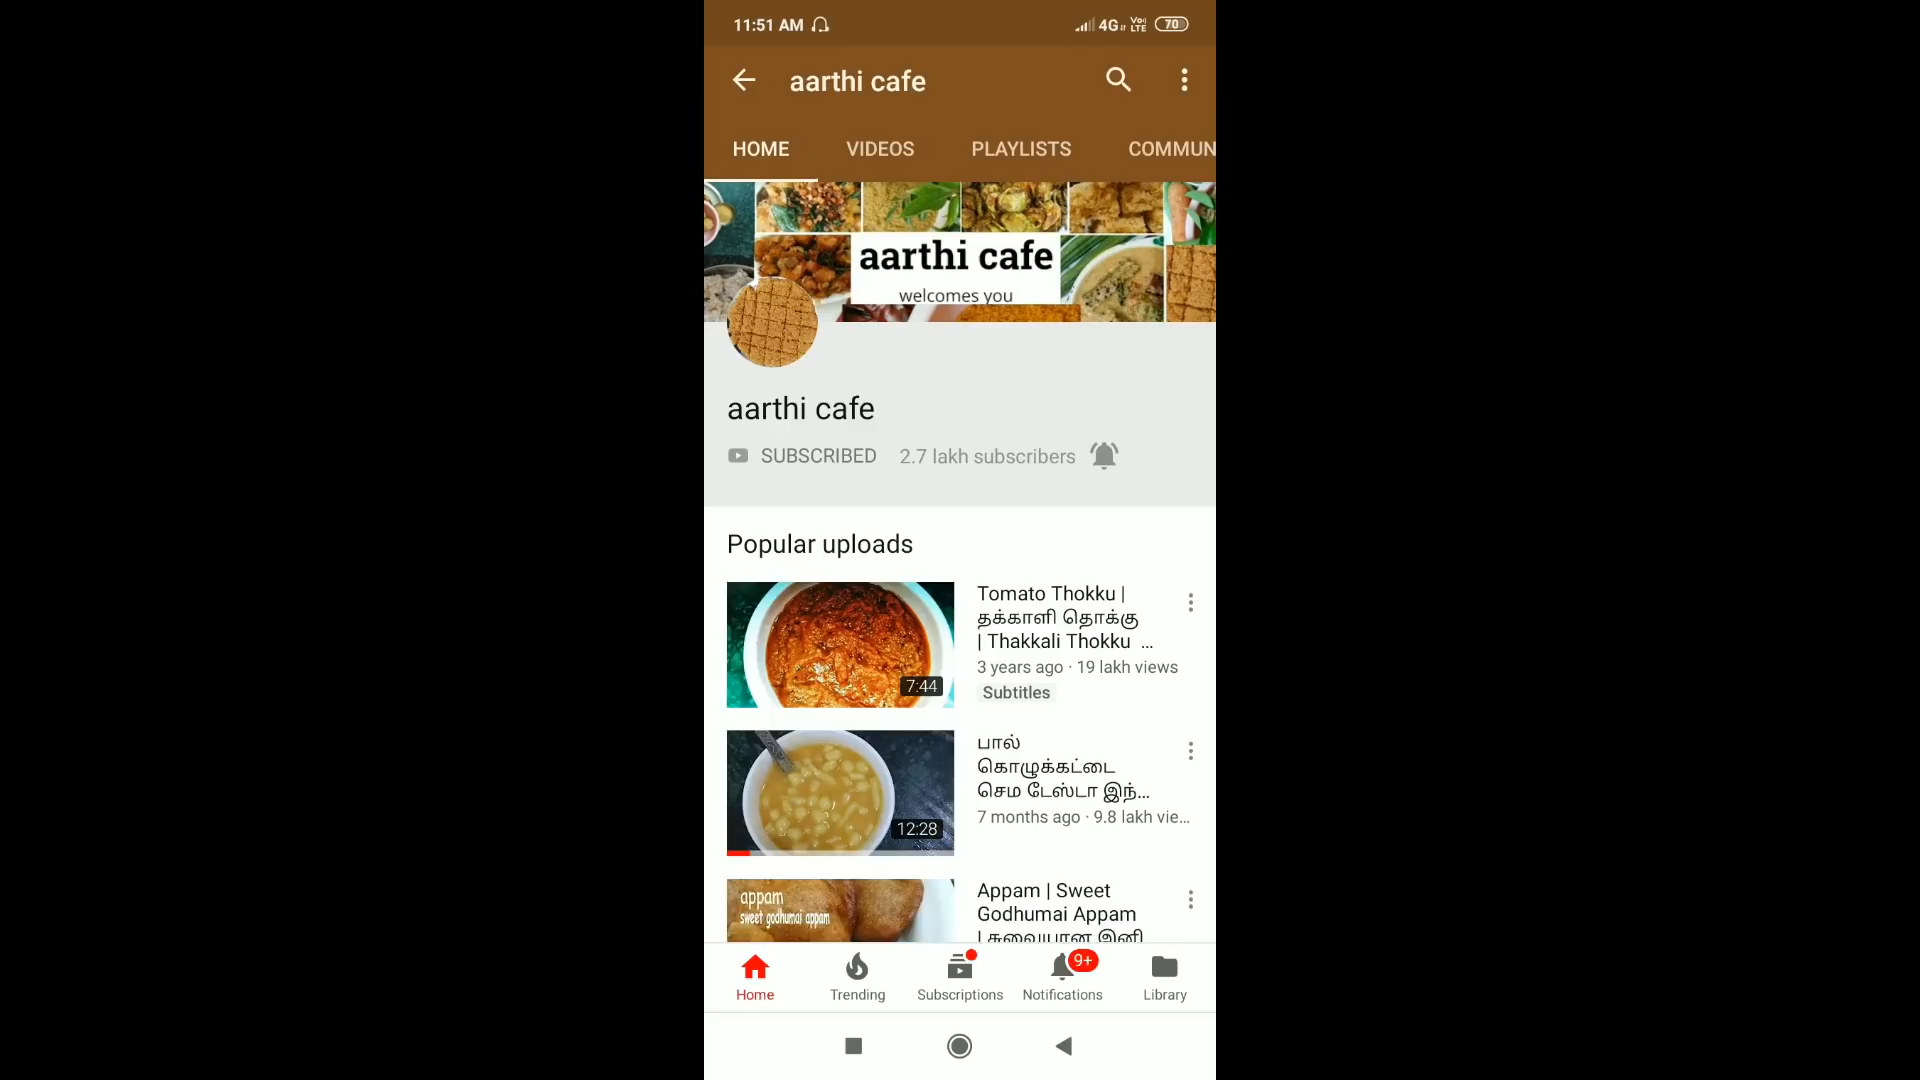 11:51 AM
4G
Vo)
LTE
70
aarthi cafe
HOME
VIDEOS
PLAYLISTS
COMMUN
aarthi cafe
welcomes you
aarthi cafe
SUBSCRIBED
2.7 lakh subscribers
Popular uploads
7:44
Tomato Thokku |
தக்காளி தொக்கு
| Thakkali Thokku ...
3 years ago · 19 lakh views
Subtitles
12:28
பால்
கொழுக்கட்டை
செம டேஸ்டா இந்...
7 months ago · 9.8 lakh vie...
appam
sweet godhumai appam
Appam | Sweet
Godhumai Appam
| சுவையான இனி
Home
Trending
Subscriptions
9+
Notifications
Library